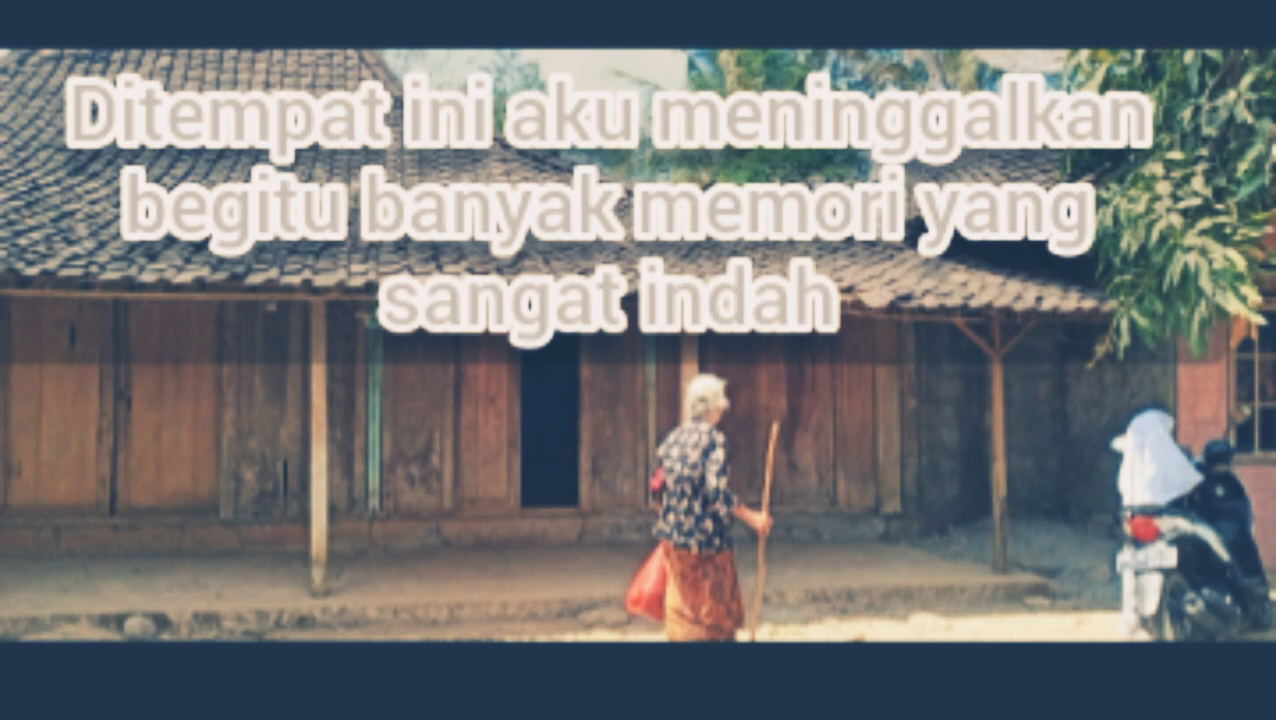 Ditempat ini aku meninggalkan
begitu banyak memori yang
sangat indah